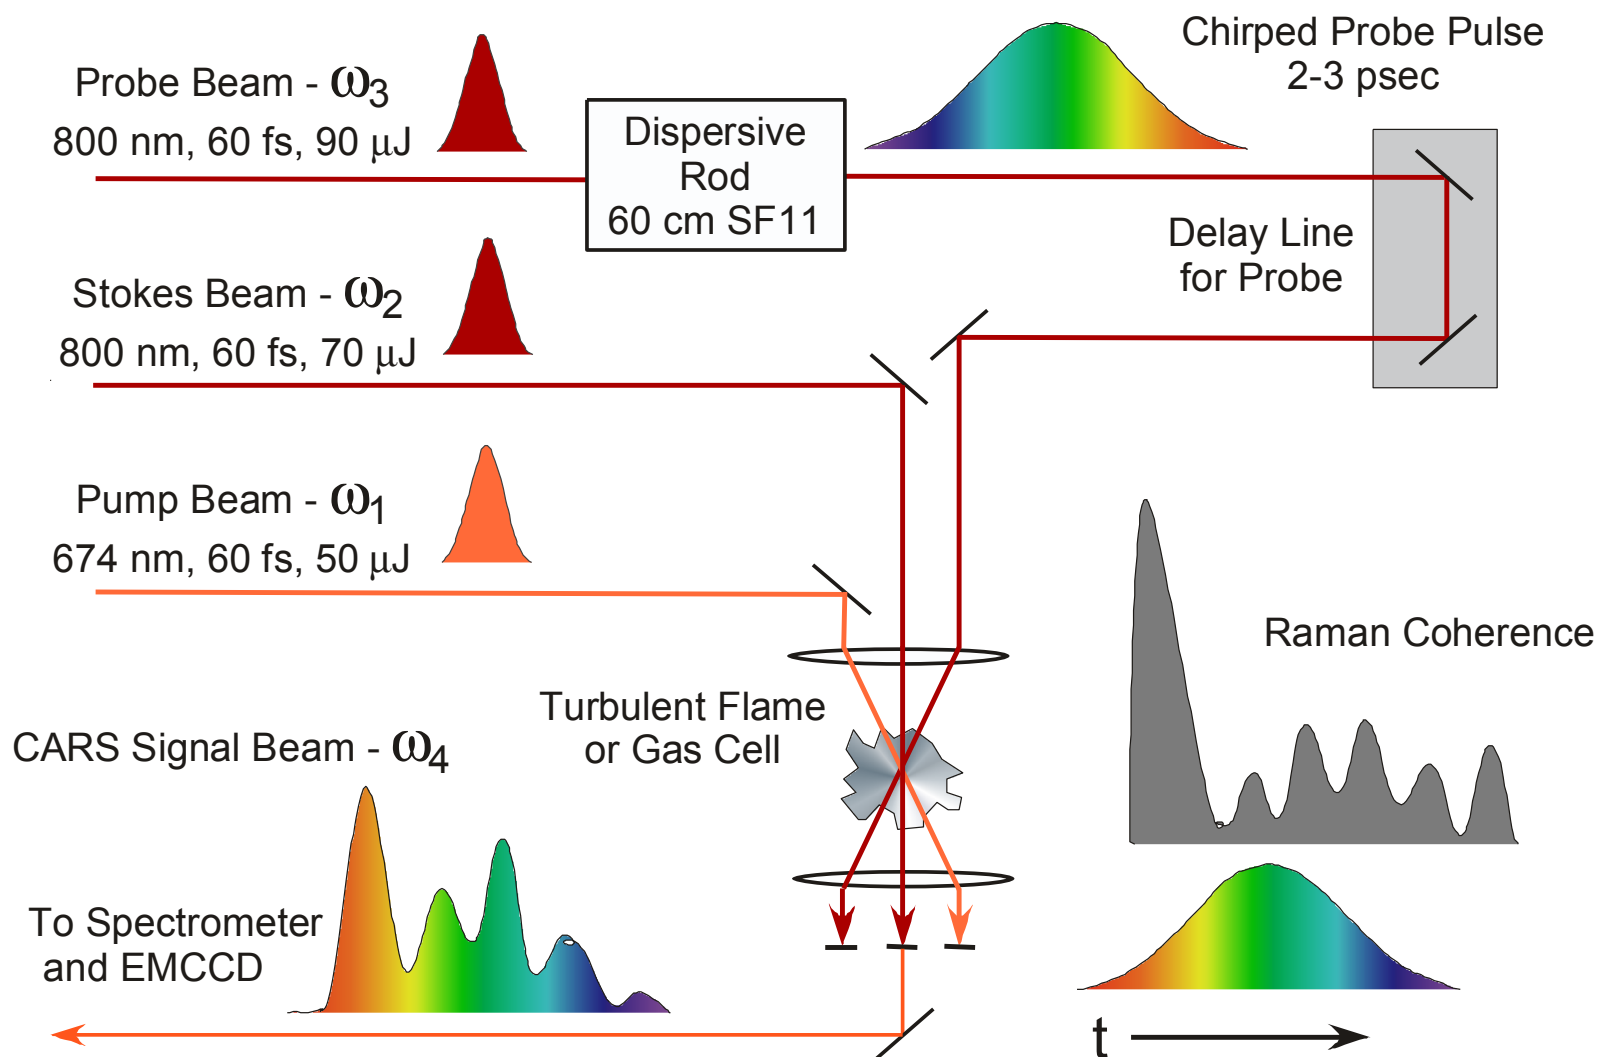 Probe Beam - ω3
800 nm, 60 fs, 90 μJ
Dispersive
Rod
60 cm SF11
Chirped Probe Pulse
2-3 psec
Delay Line
for Probe
Stokes Beam - ω2
800 nm, 60 fs, 70 μJ
Pump Beam - ω1
674 nm, 60 fs, 50 μJ
Raman Coherence
Turbulent Flame
or Gas Cell
CARS Signal Beam - ω4
To Spectrometer
and EMCCD
t